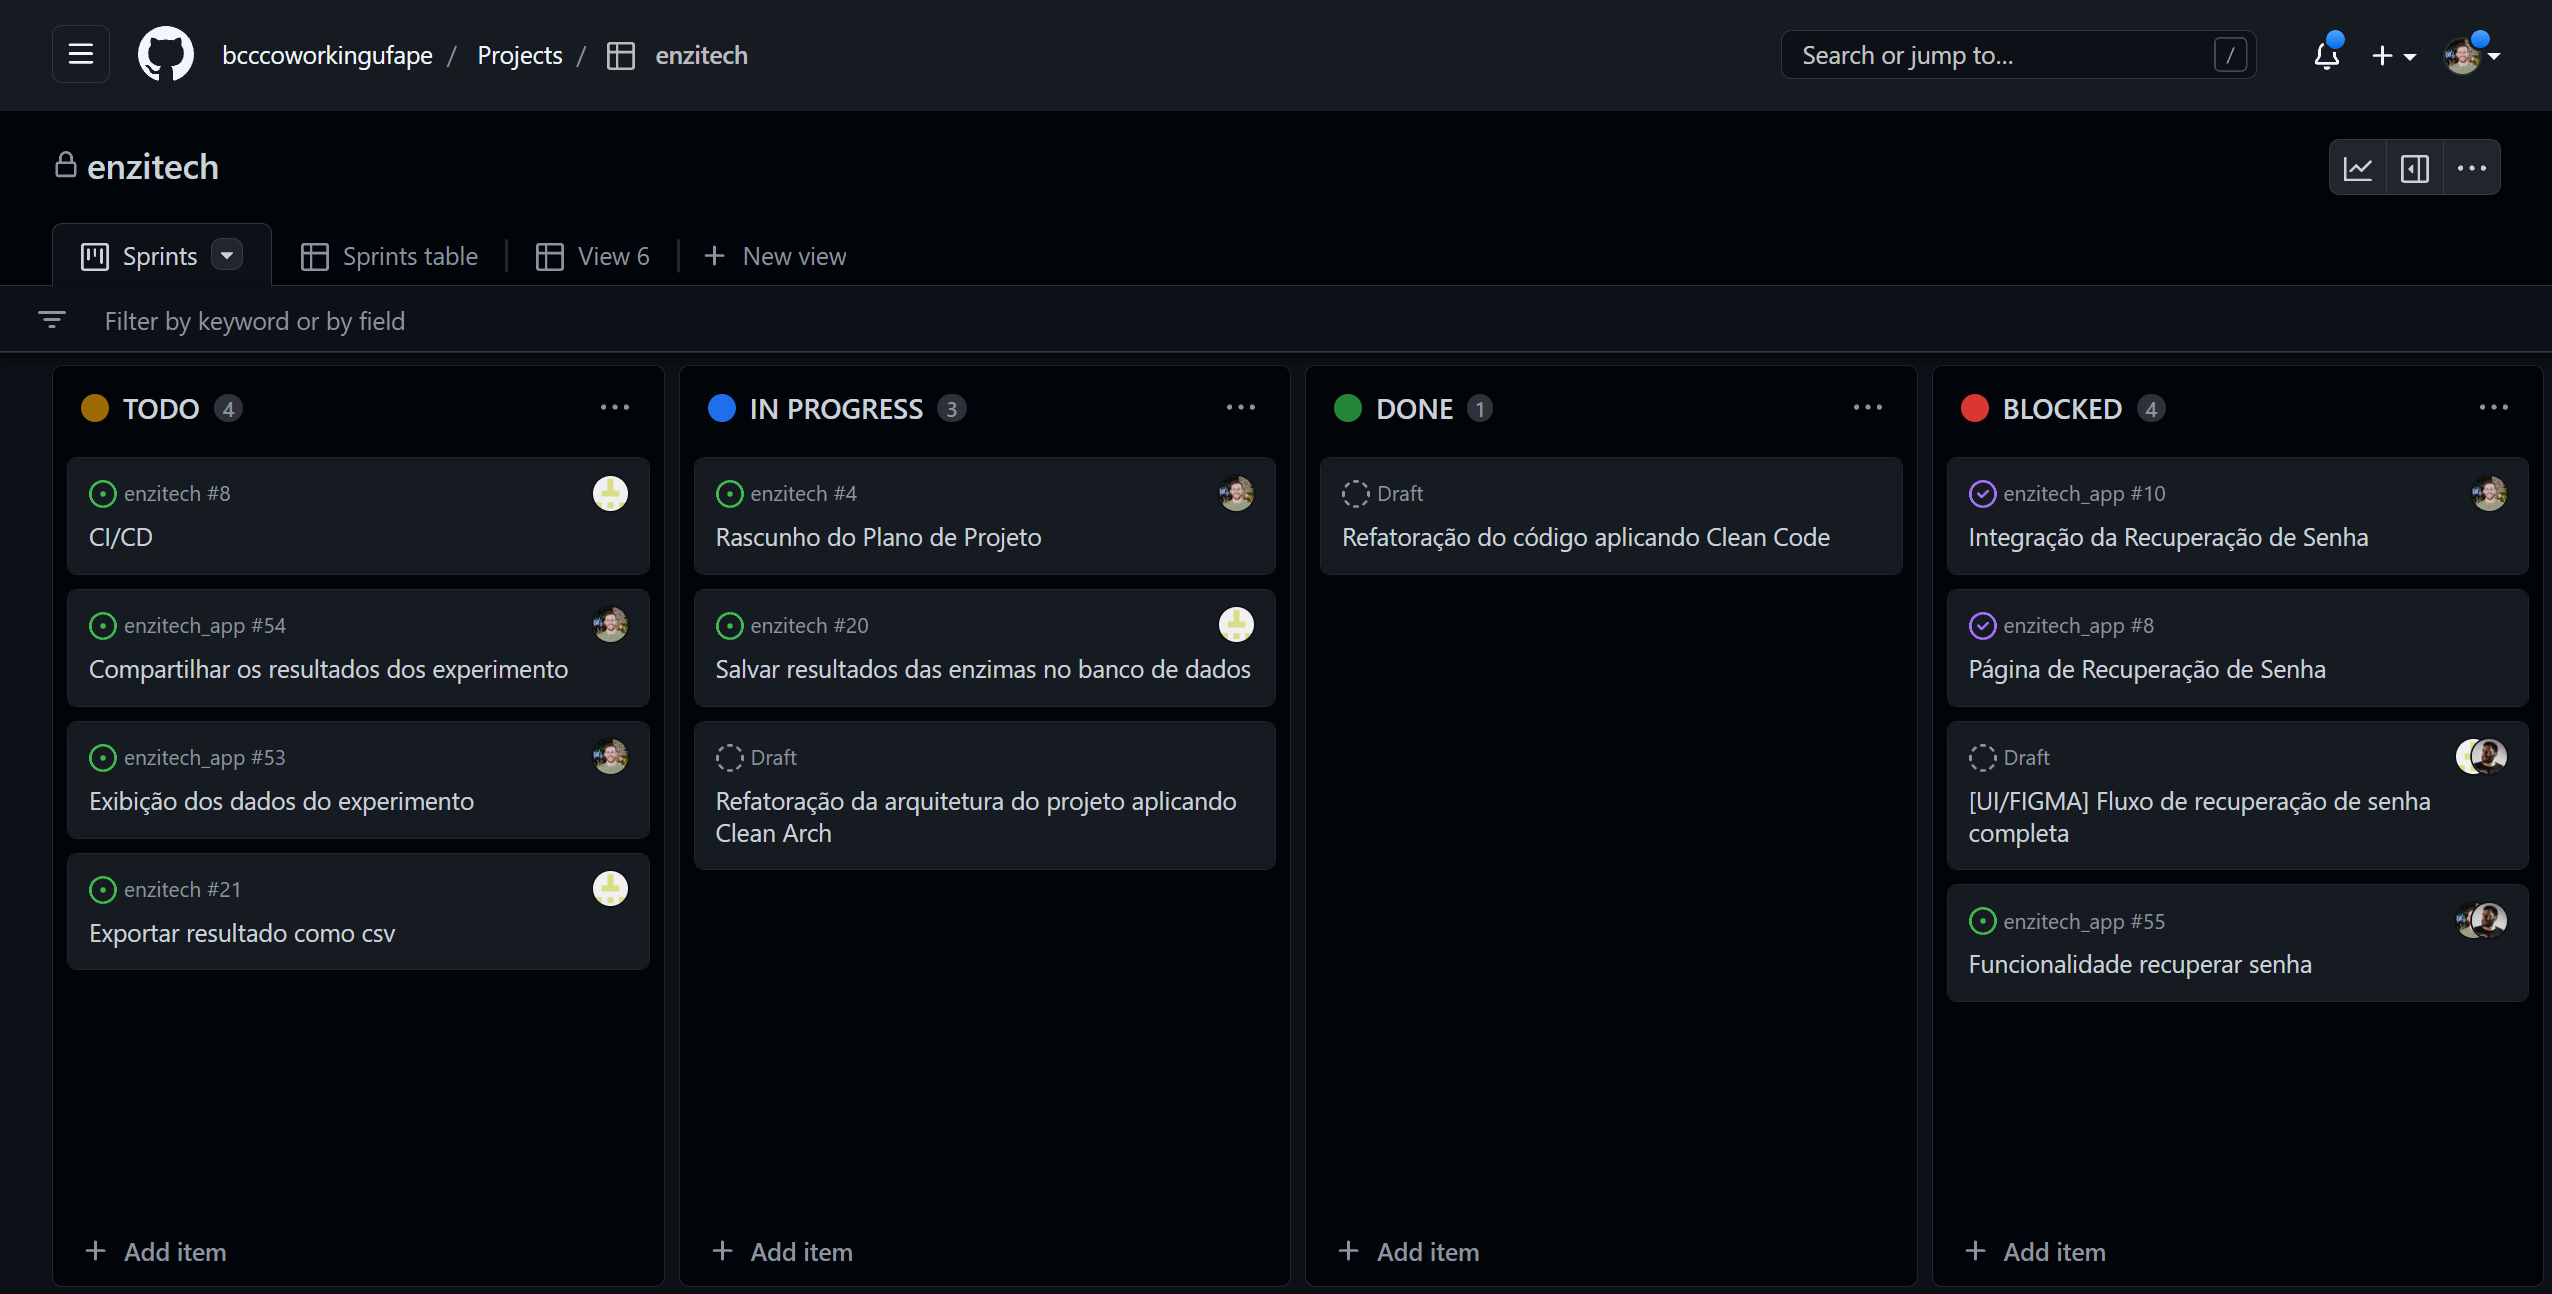 bcccoworkingufape / Projects / enzitech
Search or jump to... /
enzitech
Sprints Sprints table View 6 New view
Filter by keyword or by field
TODO 4
enzitech #8
CI/CD
enzitech_app #54
Compartilhar os resultados dos experimento
enzitech_app #53
Exibição dos dados do experimento
enzitech #21
Exportar resultado como csv
Add item
IN PROGRESS 3
enzitech #4
Rascunho do Plano de Projeto
enzitech #20
Salvar resultados das enzimas no banco de dados
Draft
Refatoração da arquitetura do projeto aplicando
Clean Arch
Add item
DONE 1
Draft
Refatoração do código aplicando Clean Code
Add item
BLOCKED 4
enzitech_app #10
Integração da Recuperação de Senha
enzitech_app #8
Página de Recuperação de Senha
Draft
[UI/FIGMA] Fluxo de recuperação de senha
completa
enzitech_app #55
Funcionalidade recuperar senha
Add item